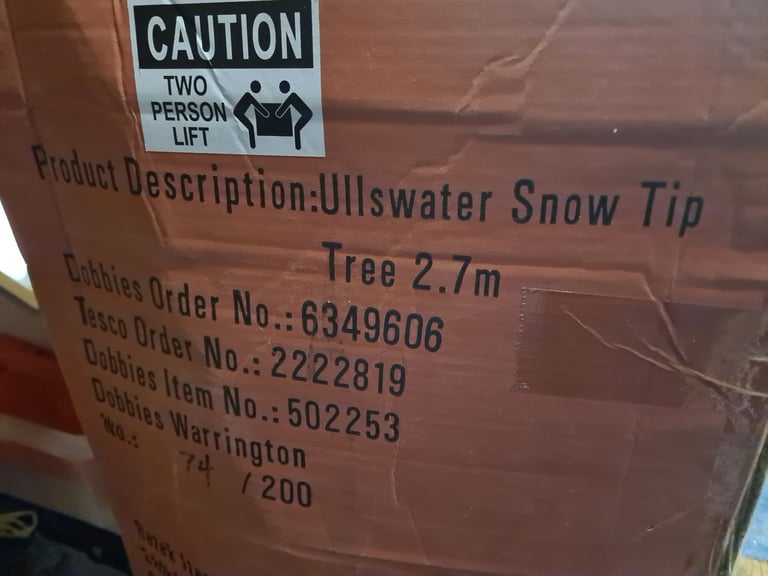 CAUTION
TWO
PERSON
LIFT
Product Description:Ullswater Snow Tip
Tree 2.7m
Dobbies Order No.:6349606
Tesco Order No.:2222819
Dobbies Item No.:502253
Dobbies Warrington
No.: 74 /200